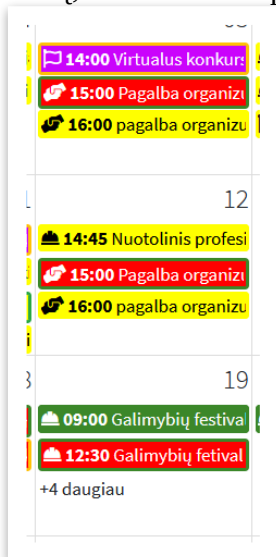 14:00 Virtualus konkurs
15:00 Pagalba organizu
16:00 pagalba organizu
12
14:45 Nuotolinis profesi
15:00 Pagalba organizu
16:00 pagalba organizu
19
09:00 Galimybių festival
12:30 Galimybių fetival
+4 daugiau